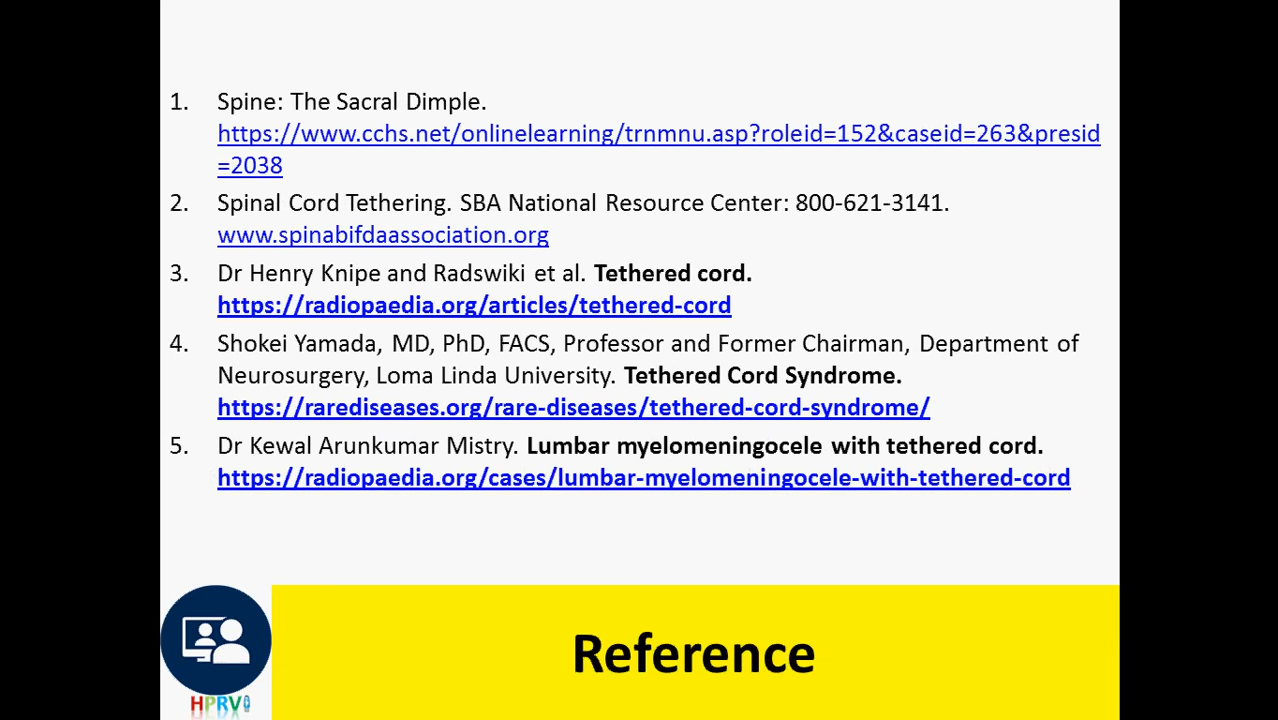 1. Spine: The Sacral Dimple.
https://www.cchs.net/onlinelearning/trnmnu.asp?roleid=152&caseid=263&presid
=2038
2. Spinal Cord Tethering. SBA National Resource Center: 800-621-3141.
www.spinabifdaassociation.org
3. Dr Henry Knipe and Radswiki et al. Tethered cord.
https://radiopaedia.org/articles/tethered-cord
4. Shokei Yamada, MD, PhD, FACS, Professor and Former Chairman, Department of
Neurosurgery, Loma Linda University. Tethered Cord Syndrome.
https://rarediseases.org/rare-diseases/tethered-cord-syndrome/
5. Dr Kewal Arunkumar Mistry. Lumbar myelomeningocele with tethered cord.
https://radiopaedia.org/cases/lumbar-myelomeningocele-with-tethered-cord
Reference
HPRV